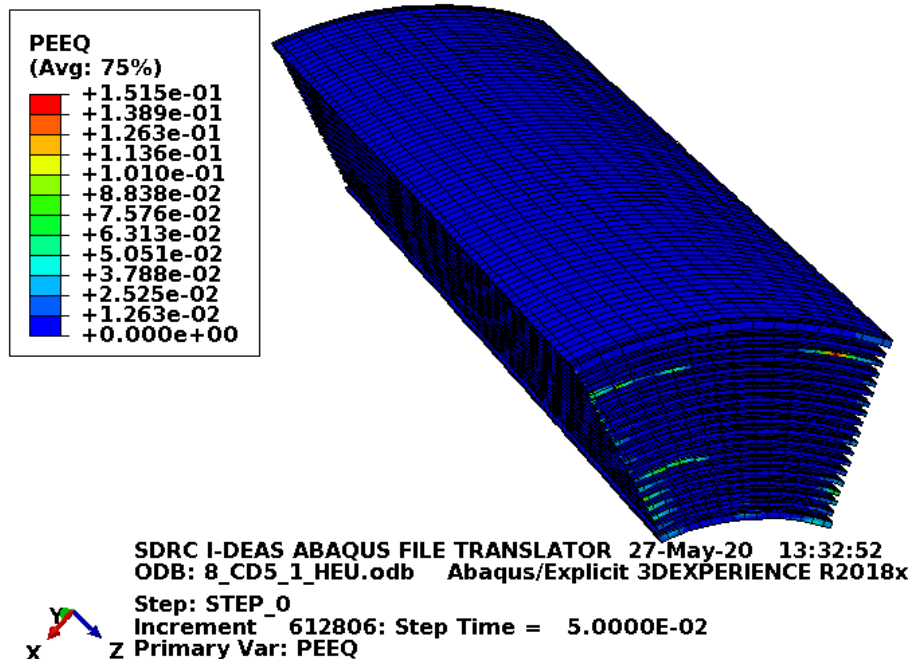 PEEQ
(Avg: 75%)
+1.515e-01
+1.389e-01
+1.263e-01
+1.136e-01
+1.010e-01
+8.838e-02
+7.576e-02
+6.313e-02
+5.051e-02
+3.788e-02
+2.525e-02
+1.263e-02
+0.000e+00
SDRC I-DEAS ABAQUS FILE TRANSLATOR 27-May-20 13:32:52
ODB: 8_CD5_1_HEU.odb Abaqus/Explicit 3DEXPERIENCE R2018x
Step: STEP_0
Increment 612806: Step Time = 5.0000E-02
Primary Var: PEEQ
Y
X
Z